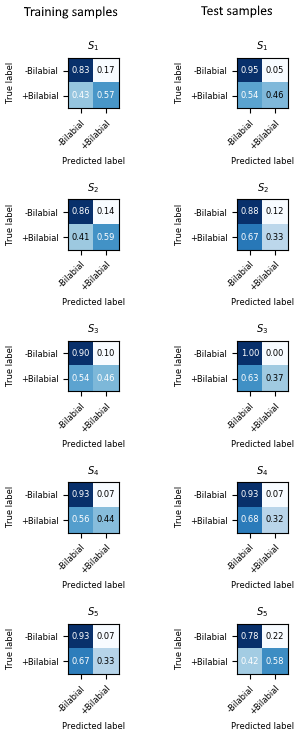 Training samples Test samples
S1 S1
True label -Bilabial 0.83 0.17 True label -Bilabial 0.95 0.05
+Bilabial 0.43 0.57 +Bilabial 0.54 0.46
-Bilabial +Bilabial -Bilabial +Bilabial
Predicted label Predicted label
S2 S2
True label -Bilabial 0.86 0.14 True label -Bilabial 0.88 0.12
+Bilabial 0.41 0.59 +Bilabial 0.67 0.33
-Bilabial +Bilabial -Bilabial +Bilabial
Predicted label Predicted label
S3 S3
True label -Bilabial 0.90 0.10 True label -Bilabial 1.00 0.00
+Bilabial 0.54 0.46 +Bilabial 0.63 0.37
-Bilabial +Bilabial -Bilabial +Bilabial
Predicted label Predicted label
S4 S4
True label -Bilabial 0.93 0.07 True label -Bilabial 0.93 0.07
+Bilabial 0.56 0.44 +Bilabial 0.68 0.32
-Bilabial +Bilabial -Bilabial +Bilabial
Predicted label Predicted label
S5 S5
True label -Bilabial 0.93 0.07 True label -Bilabial 0.78 0.22
+Bilabial 0.67 0.33 +Bilabial 0.42 0.58
-Bilabial +Bilabial -Bilabial +Bilabial
Predicted label Predicted label